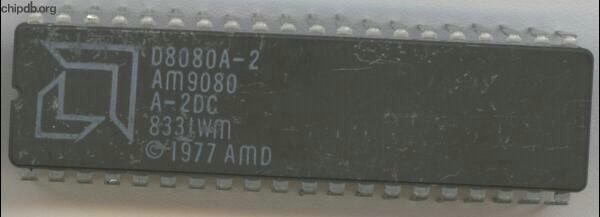 chipdb.org
D8080A-2
AM9080
A-2DC
8331WM
© 1977 AMD